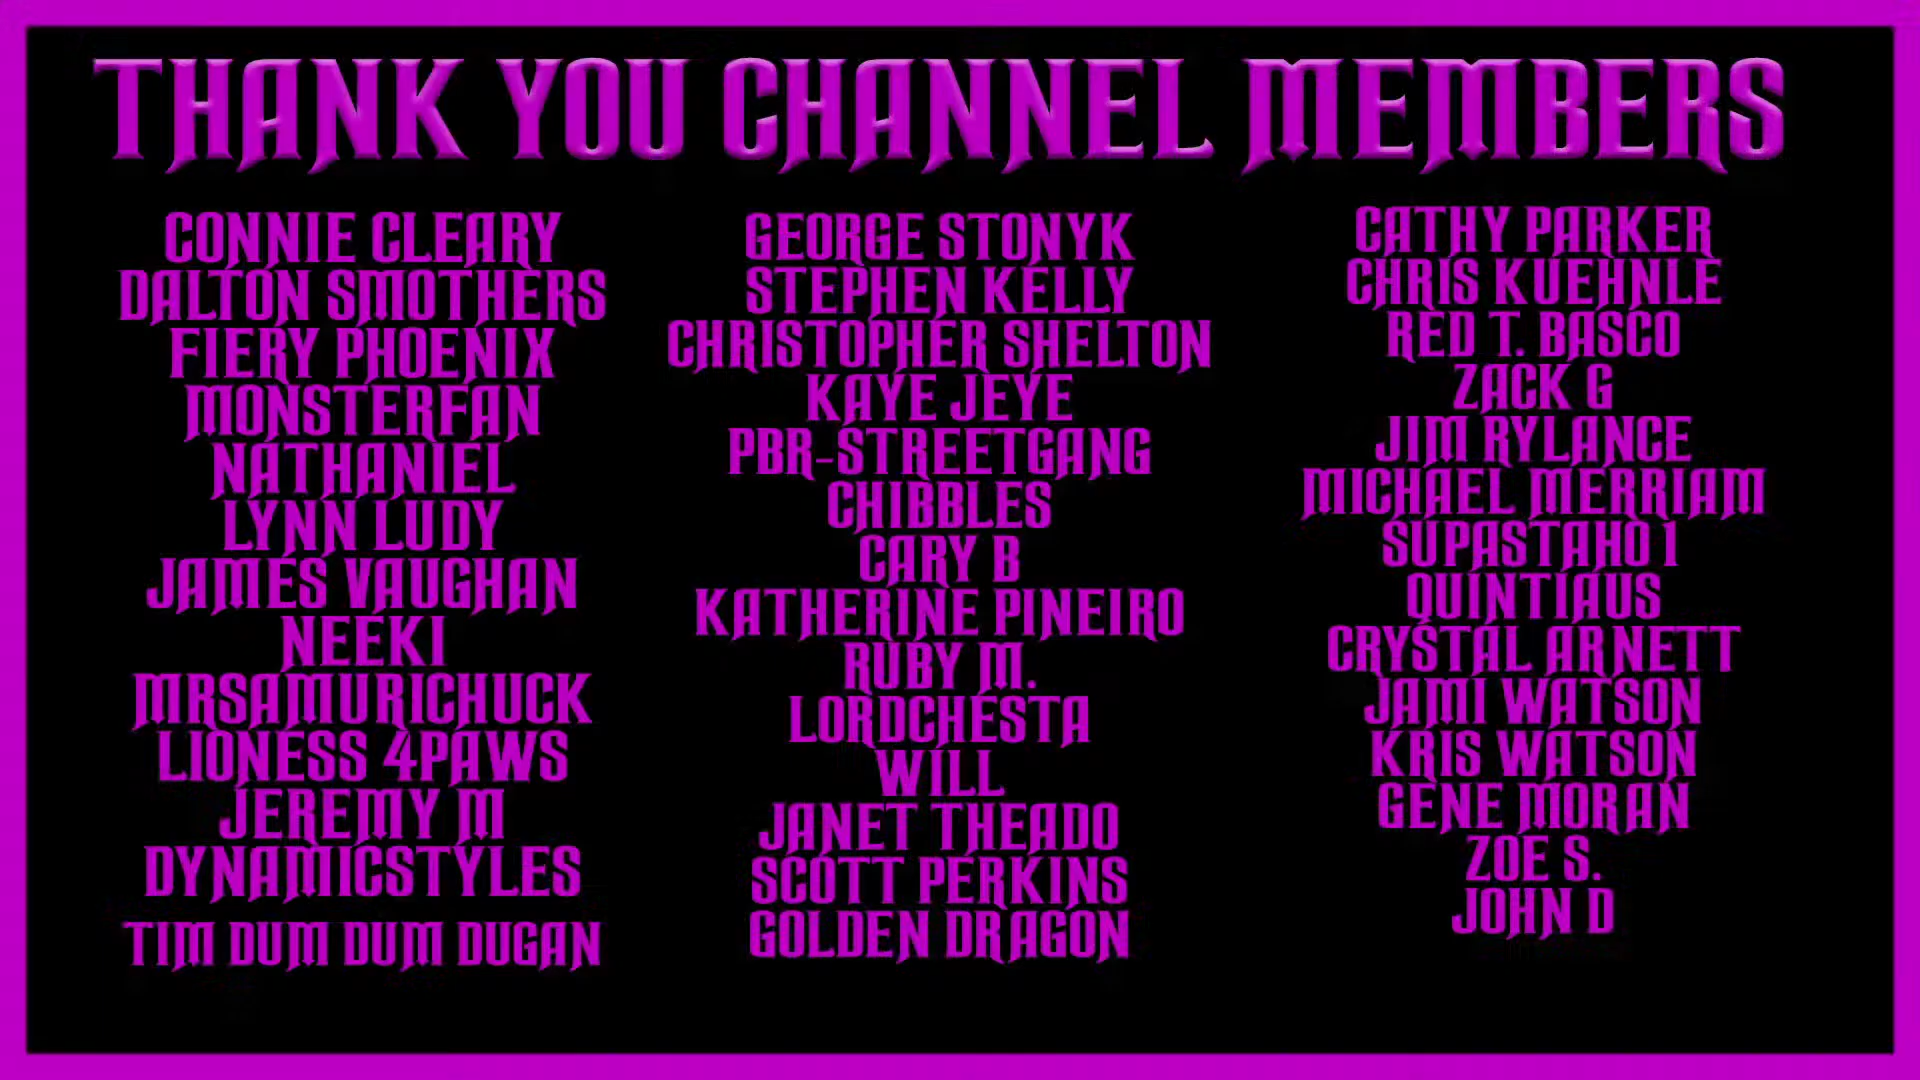 THANK YOU CHANNEL MEMBERS
CONNIE CLEARY
DALTON SMOTHERS
FIERY PHOENIX
MONSTERFAN
NATHANIEL
LYNN LUDY
JAMES VAUGHAN
NEEKI
MRSAMURICHUCK
LIONESS 4PAWS
JEREMY M
DYNAMICSTYLES
TIM DUM DUM DUGAN
GEORGE STONYK
STEPHEN KELLY
CHRISTOPHER SHELTON
KAYE JEYE
PBR-STREETGANG
CHIBBLES
CARY B
KATHERINE PINEIRO
RUBY M.
LORDCHESTA
WILL
JANET THEADO
SCOTT PERKINS
GOLDEN DRAGON
CATHY PARKER
CHRIS KUEHNLE
RED T. BASCO
ZACK G
JIM RYLANCE
MICHAEL MERRIAM
SUPASTAHO1
QUINTIAUS
CRYSTAL ARNETT
JAMI WATSON
KRIS WATSON
GENE MORAN
ZOE S.
JOHN D